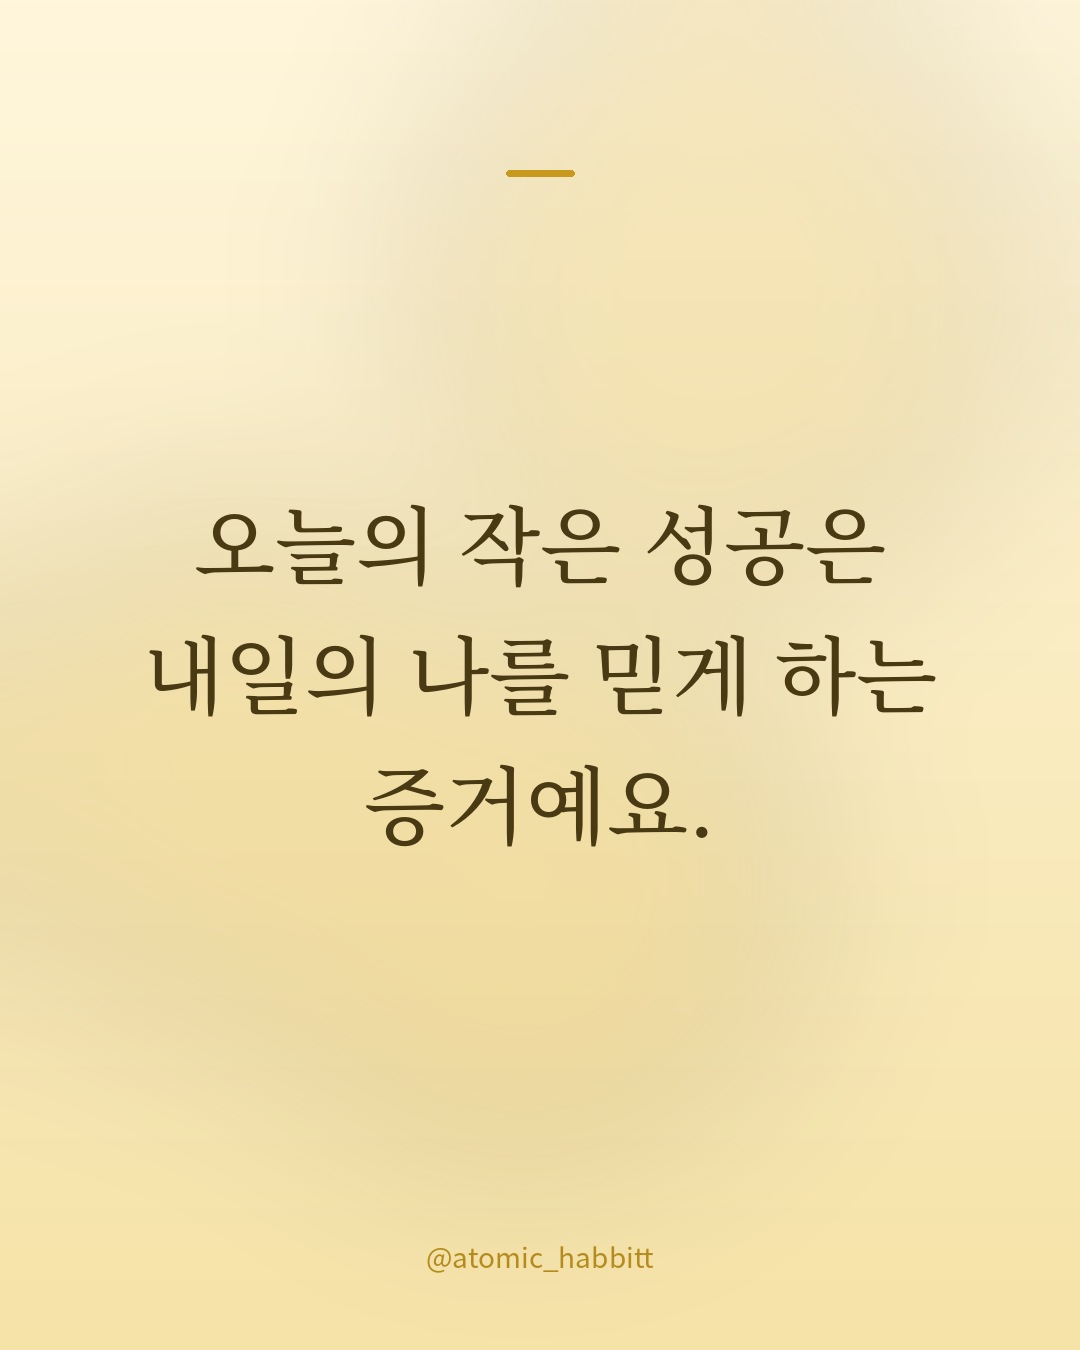 오늘의 작은 성공은
내일의 나를 믿게 하는
증거예요.
@atomic_habbitt